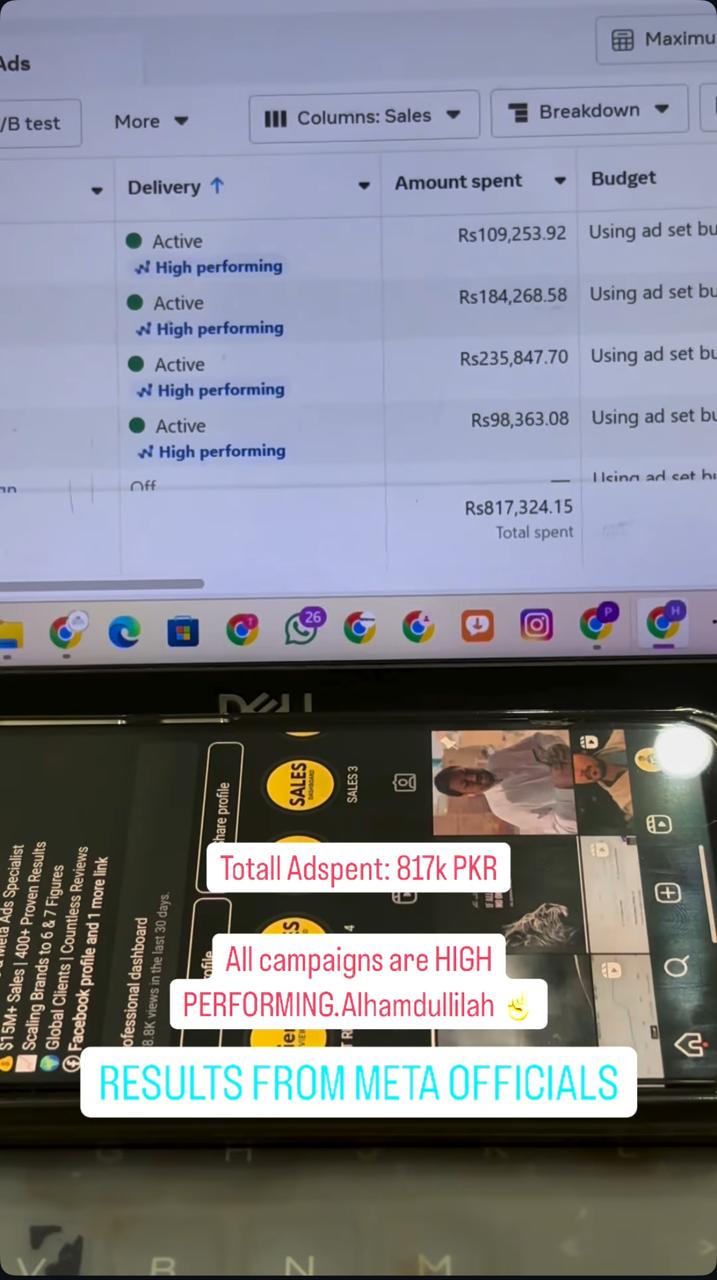 Ads
Maximu
/B test
More
Columns: Sales
Breakdown
Delivery ↑
Amount spent
Budget
Active
Rs109,253.92
Using ad set bu
High performing
Active
Rs184,268.58
Using ad set bu
High performing
Active
Rs235,847.70
Using ad set bu
High performing
Active
Rs98,363.08
Using ad set bu
High performing
Off
—
Using ad set bu
Rs817,324.15
Total spent
26
T
P
H
DELL
$15M+ Sales | 400+ Proven Results
Scaling Brands to 6 & 7 Figures
Global Clients | Countless Reviews
Facebook profile and 1 more link
Meta Ads Specialist
ofessional dashboard
8.8K views in the last 30 days.
hare profile
SALES
DASHBOARD
SALES 3
Totall Adspent: 817k PKR
All campaigns are HIGH
PERFORMING.Alhamdullilah ☝️
RESULTS FROM META OFFICIALS
V
B
N
M